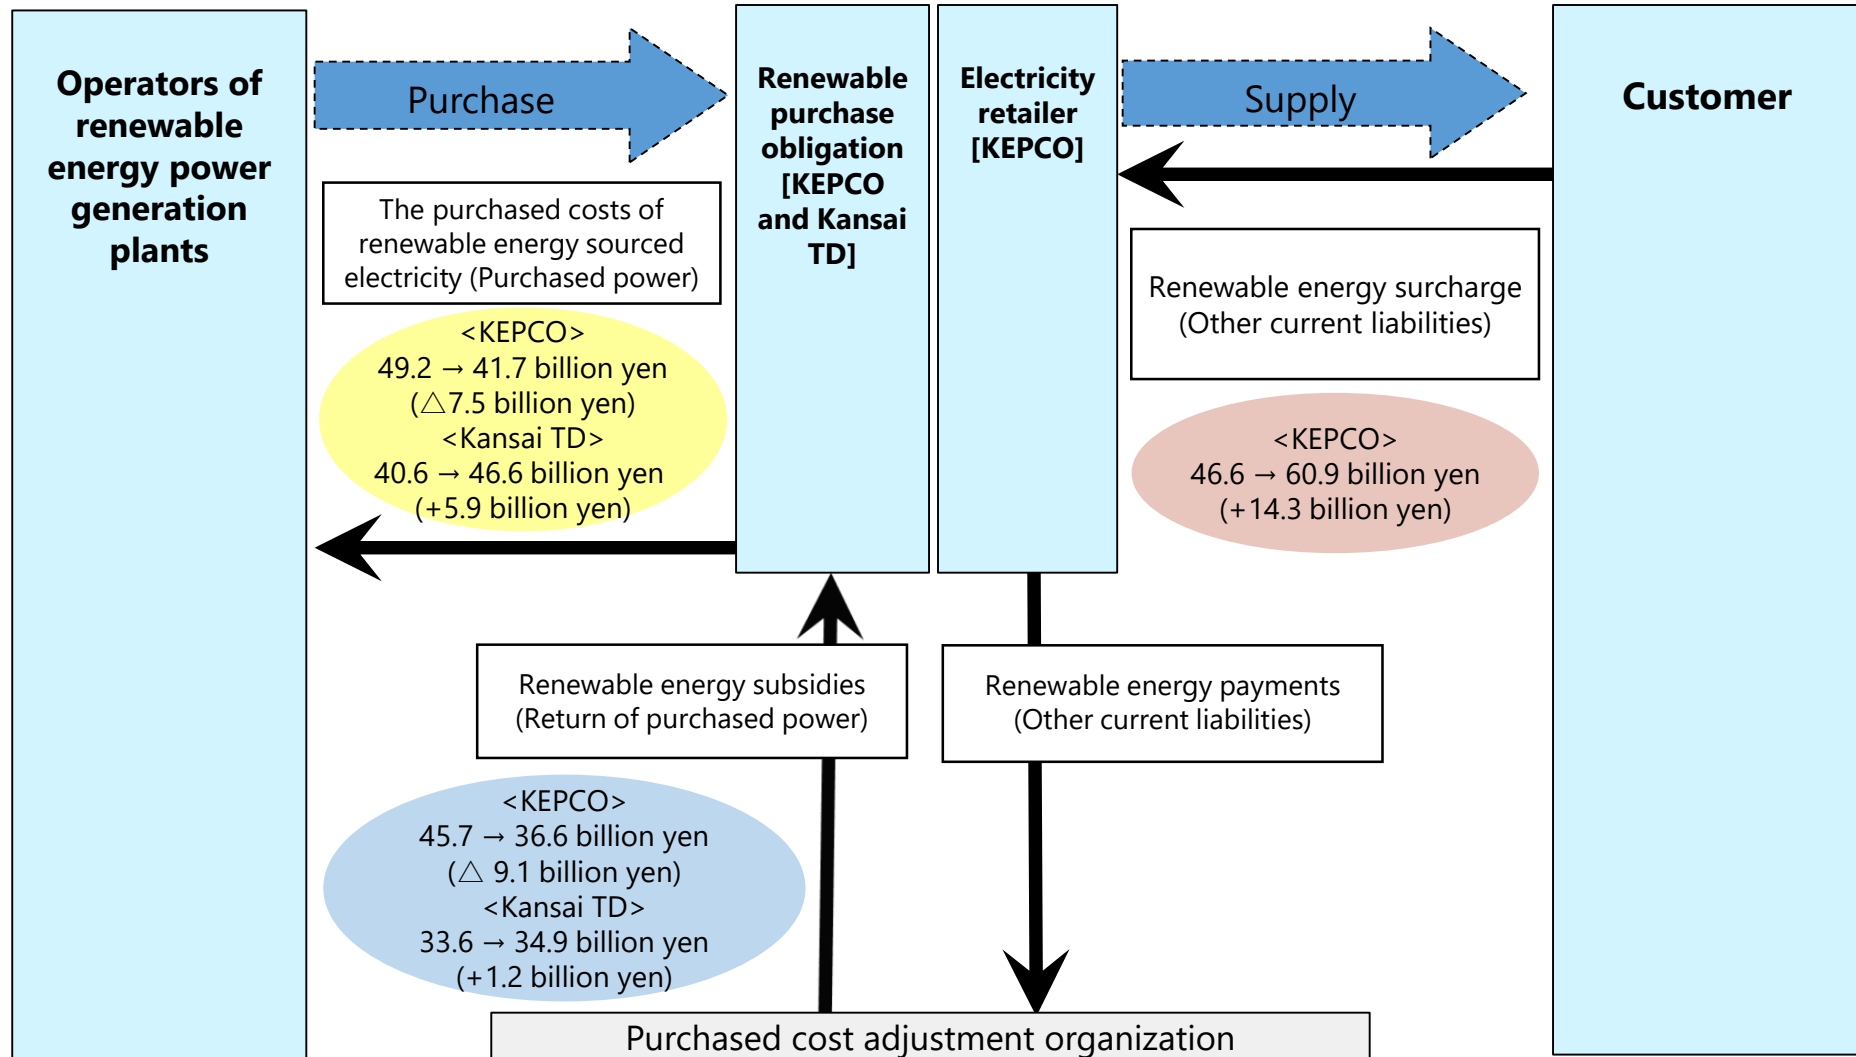 Operators of
renewable
energy power
generation
plants
Purchase
The purchased costs of
renewable energy sourced
electricity (Purchased power)
<KEPCO>
49.2 → 41.7 billion yen
(△7.5 billion yen)
<Kansai TD>
40.6 → 46.6 billion yen
(+5.9 billion yen)
Renewable
purchase
obligation
[KEPCO
and Kansai
TD]
Electricity
retailer
[KEPCO]
Supply
Customer
Renewable energy surcharge
(Other current liabilities)
<KEPCO>
46.6 → 60.9 billion yen
(+14.3 billion yen)
Renewable energy subsidies
(Return of purchased power)
Renewable energy payments
(Other current liabilities)
<KEPCO>
45.7 → 36.6 billion yen
(△ 9.1 billion yen)
<Kansai TD>
33.6 → 34.9 billion yen
(+1.2 billion yen)
Purchased cost adjustment organization